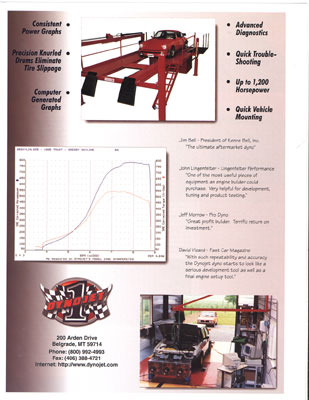 Consistent
Power Graphs
Precision Knurled
Drums Eliminate
Tire Slippage
Computer
Generated
Graphs
Advanced
Diagnostics
Quick Trouble-
Shooting
Up to 1,200
Horsepower
Quick Vehicle
Mounting
Jim Bell - President of Kenne Bell, Inc.
"The ultimate aftermarket dyno"
John Lingenfelter - Lingenfelter Performance
"One of the most useful pieces of
equipment an engine builder could
purchase. Very helpful for development,
tuning and product testing."
Jeff Morrow - Pro Dyno
"Great profit builder. Terrific return on
investment."
Fast Car Magazine
"With such repeatability and accuracy
the Dynojet dyno starts to look like a
serious development tool as well as a
final engine setup tool."
DYNOJET
1
200 Arden Drive
Belgrade, MT 59714
Phone: (800) 992-4993
Fax: (406) 388-4721
Internet: http://www.dynojet.com